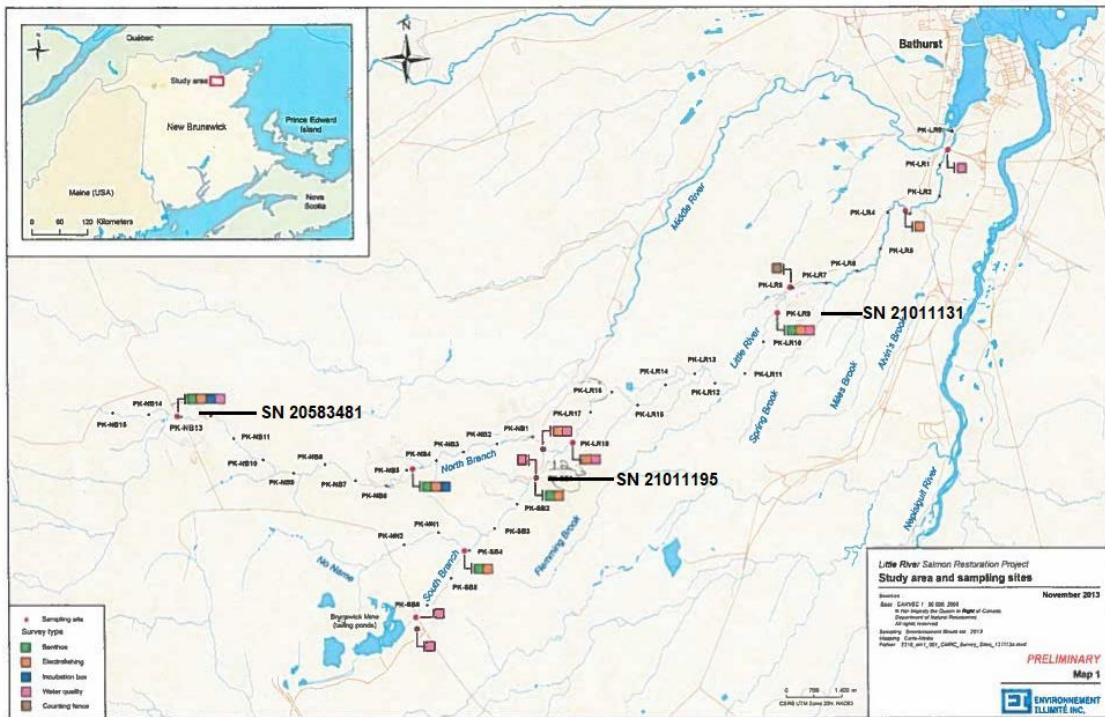 Québec
Study area
New Brunswick
Prince Edward
Island
Maine (USA)
Nova
Scotia
0 60 120 Kilometers
N
Bathurst
PK-LR0
PK-LR1
PK-LR2
PK-LR4
PK-LR5
PK-LR6
PK-LR7
PK-LR8
PK-LR9
SN 21011131
PK-LR10
PK-LR11
PK-LR12
PK-LR13
PK-LR14
PK-LR15
PK-LR16
PK-LR17
PK-LR18
Middle River
Little River
Spring Brook
Miles Brook
Alvin's Brook
Nepisiguit River
PK-NB15
PK-NB14
PK-NB13
SN 20583481
PK-NB11
PK-NB10
PK-NB9
PK-NB8
PK-NB7
PK-NB6
PK-NB5
PK-NB4
PK-NB3
PK-NB2
PK-NB1
North Branch
SN 21011195
PK-SB2
PK-SB3
PK-SB4
PK-SB5
PK-SB6
PK-NN1
PK-NN2
No Name
South Branch
Flemming Brook
Brunswick Mine
(tailing ponds)
Sampling site
Survey type
Benthos
Electrofishing
Incubation box
Water quality
Counting fence
Little River Salmon Restoration Project
Study area and sampling sites
November 2013
Department of Natural Resources
All rights reserved
PRELIMINARY
Map 1
ENVIRONNEMENT
ILLIMITÉ INC.